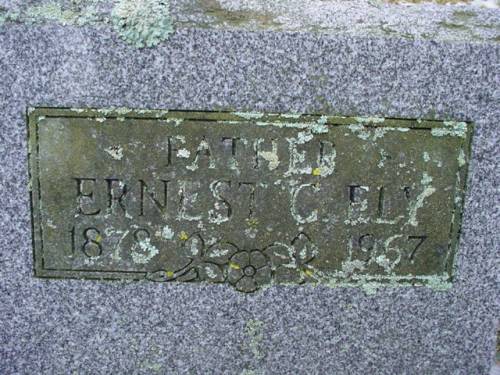 FATHER
ERNEST C. ELY
1878 1967